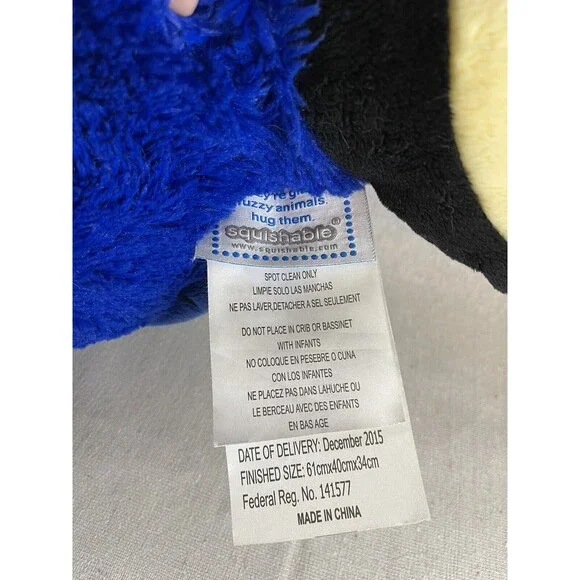 fuzzy animals.
hug them.
squishable
www.squishable.com
SPOT CLEAN ONLY
LIMPIE SOLO LAS MANCHAS
NE PAS LAVER,DETACHER A SEL SEULEMENT
DO NOT PLACE IN CRIB OR BASSINET
WITH INFANTS
NO COLOQUE EN PESEBRE O CUNA
CON LOS INFANTES
NE PLACEZ PAS DANS LAHUCHE OU
LE BERCEAU AVEC DES ENFANTS
EN BAS AGE
DATE OF DELIVERY: December 2015
FINISHED SIZE: 61cmx40cmx34cm
Federal Reg. No. 141577
MADE IN CHINA